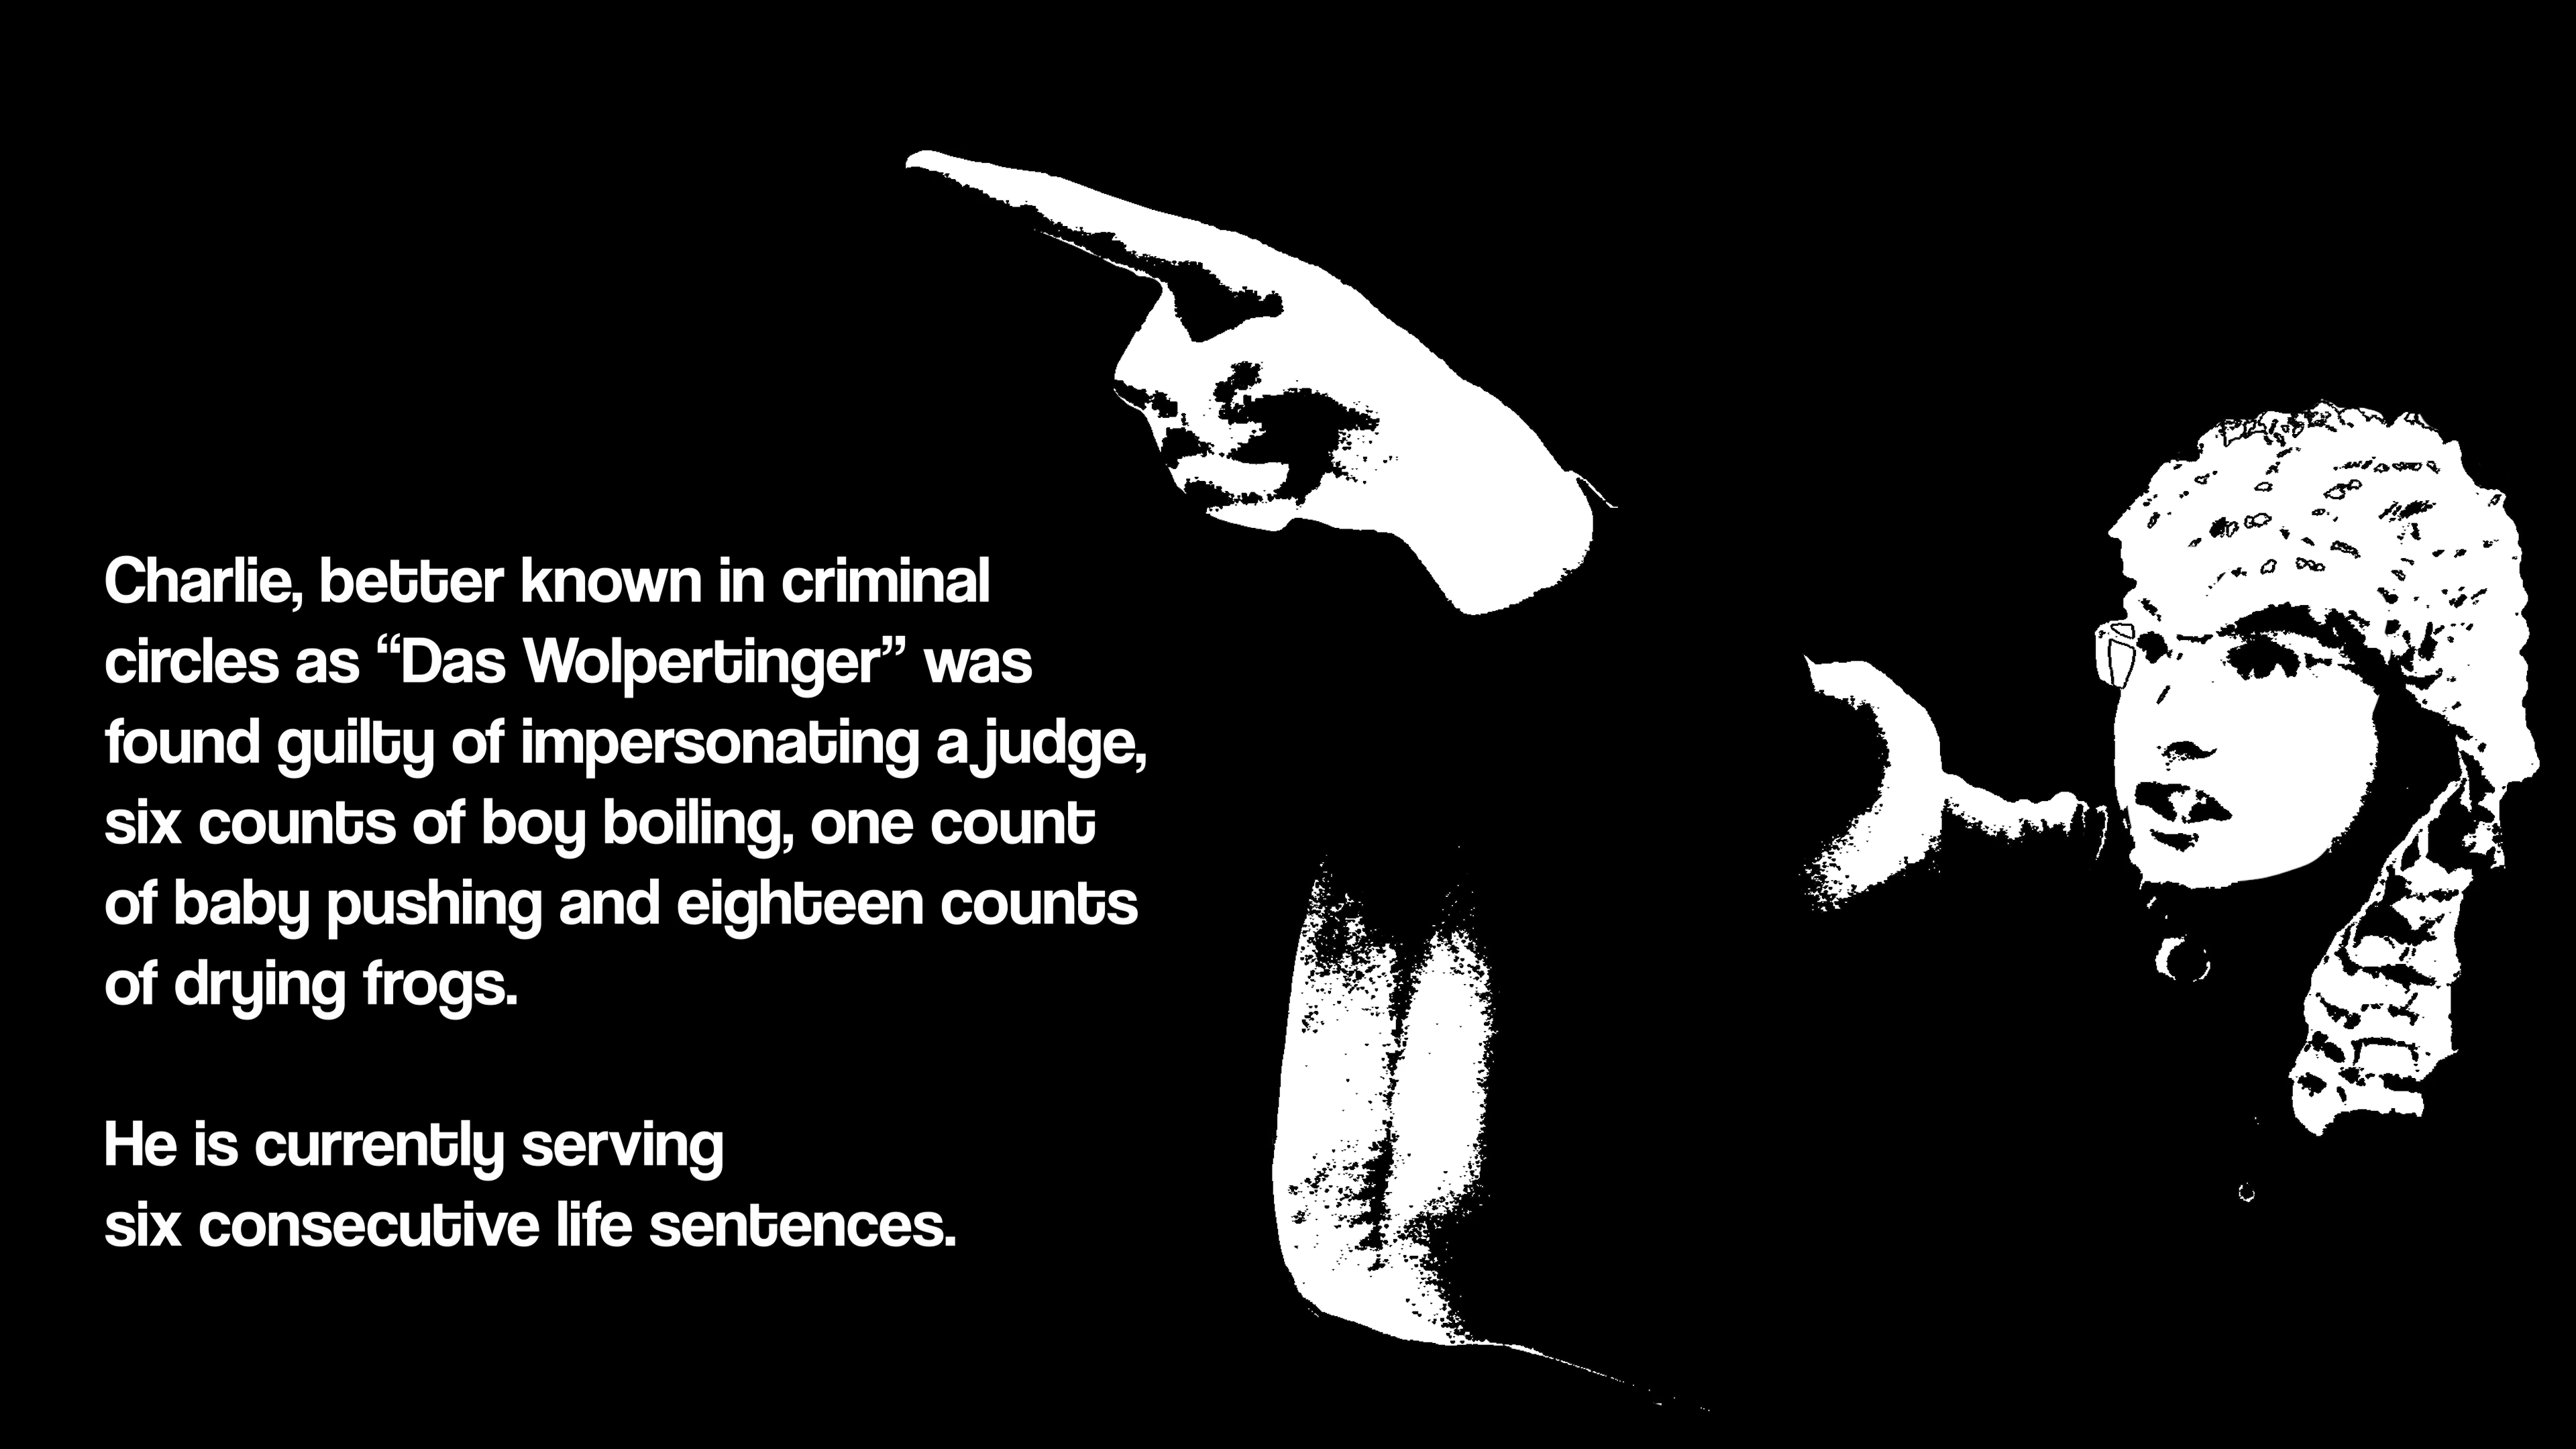 Charlie, better known in criminal
circles as “Das Wolpertinger” was
found guilty of impersonating a judge,
six counts of boy boiling, one count
of baby pushing and eighteen counts
of drying frogs.
He is currently serving
six consecutive life sentences.